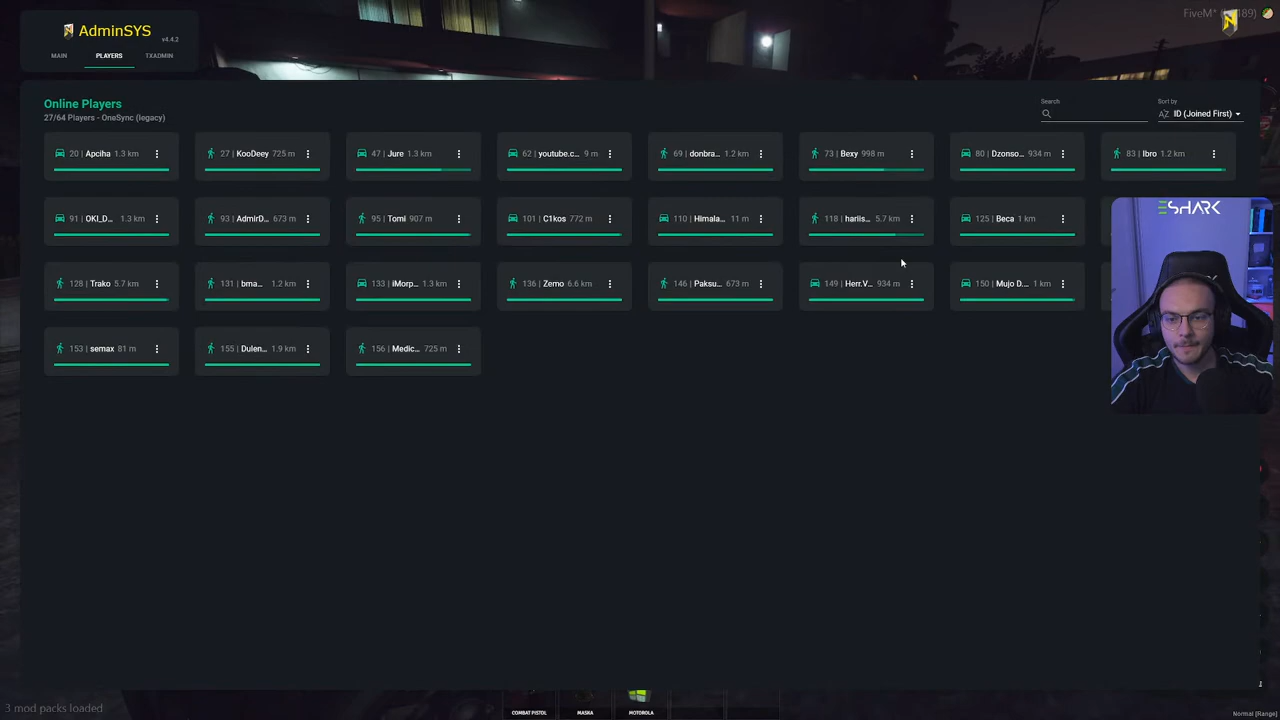 AdminSYS
v4.4.2
MAIN PLAYERS TXADMIN
FiveM*
Online Players
27/64 Players - OneSync (legacy)
Search
Sort by
ID (Joined First)
20 | Apciha 1.3 km
27 | KooDeey 725 m
47 | Jure 1.3 km
62 | youtube.c... 9 m
69 | donbra... 1.2 km
73 | Bexy 998 m
80 | Dzonso... 934 m
83 | Ibro 1.2 km
91 | OKI_D... 1.3 km
93 | AdmirD... 673 m
95 | Tomi 907 m
101 | C1kos 772 m
110 | Himala... 11 m
118 | hariis... 5.7 km
125 | Beca 1 km
ESHARK
128 | Trako 5.7 km
131 | bma... 1.2 km
133 | iMorp... 1.3 km
136 | Zemo 6.6 km
146 | Paksu... 673 m
149 | Herr.V... 934 m
150 | Mujo D... 1 km
153 | semax 81 m
155 | Dulen... 1.9 km
156 | Medic... 725 m
3 mod packs loaded
COMBAT PISTOL MASKA MOTOROLA
Normal [Range]